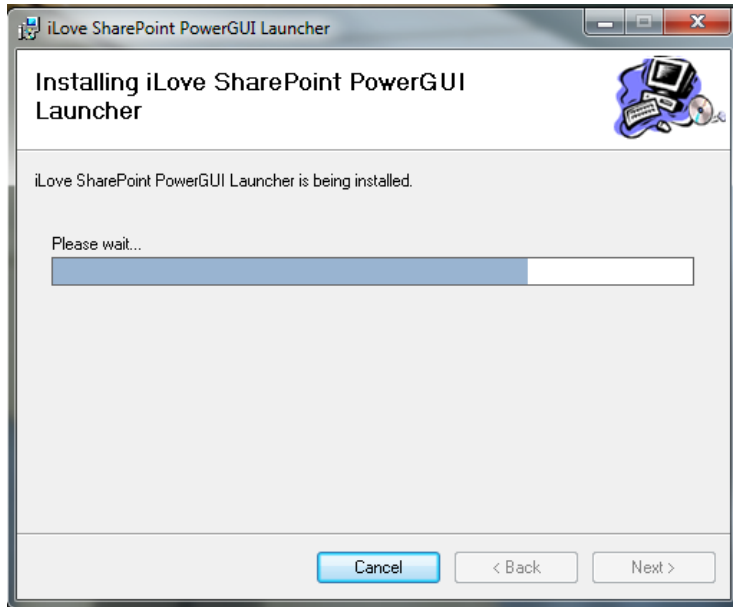 iLove SharePoint PowerGUI Launcher
Installing iLove SharePoint PowerGUI
Launcher
iLove SharePoint PowerGUI Launcher is being installed.
Please wait...
Cancel
< Back
Next >